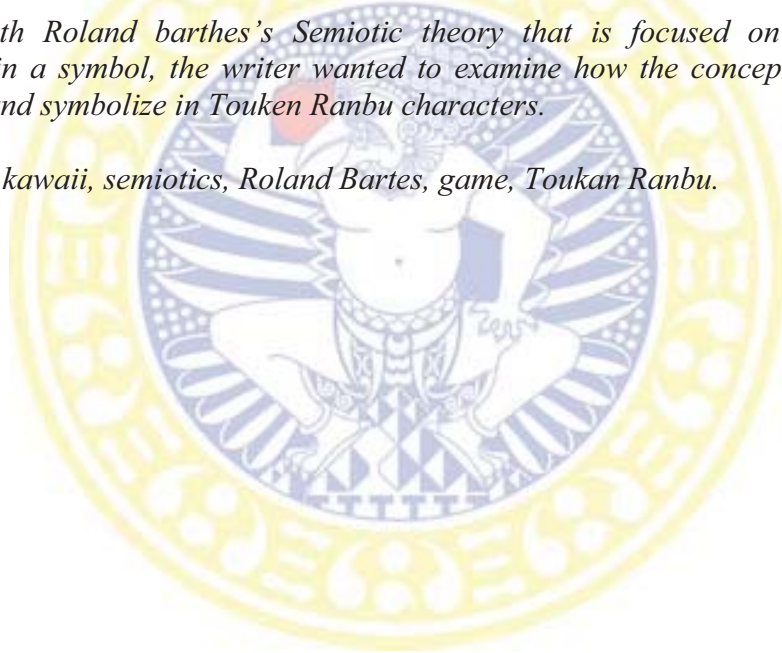 th Roland barthes's Semiotic theory that is focused on
in a symbol, the writer wanted to examine how the concep
nd symbolize in Touken Ranbu characters.
kawaii, semiotics, Roland Bartes, game, Toukan Ranbu.